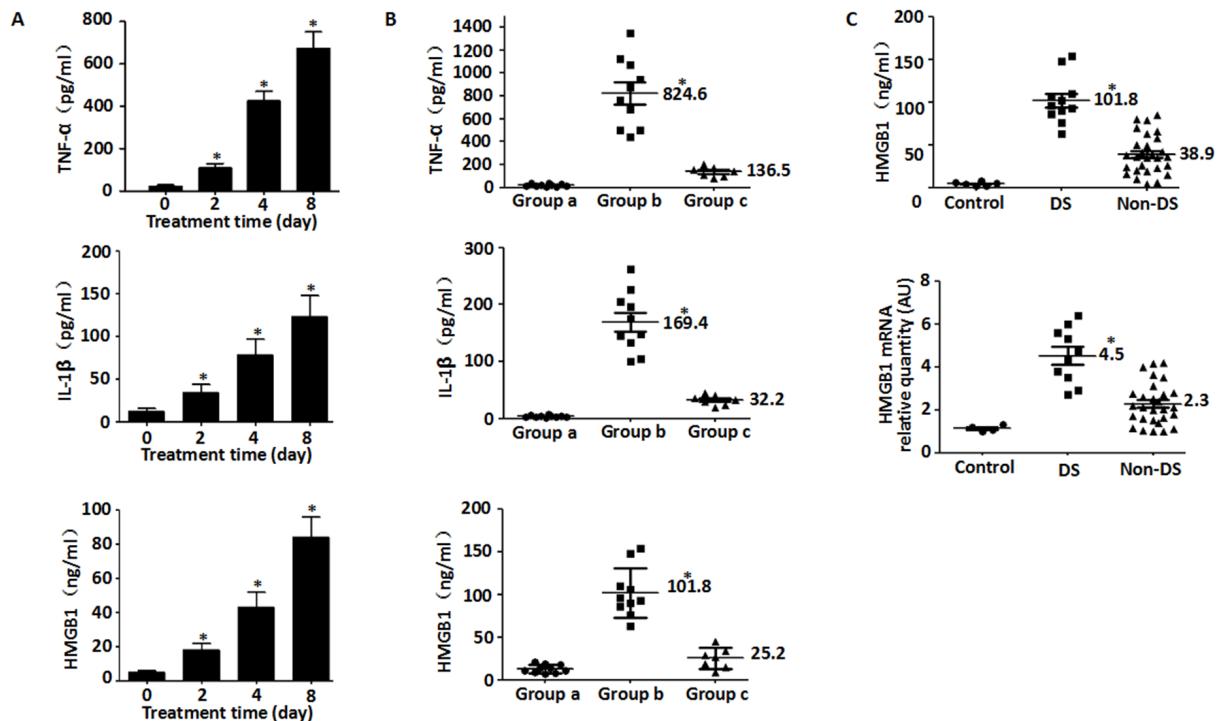 A
TNF-α (pg/ml)
800
600
400
200
0
*
*
*
0 2 4 8
Treatment time (day)
IL-1β (pg/ml)
200
150
100
50
0
*
*
*
0 2 4 8
Treatment time (day)
HMGB1 (ng/ml)
100
80
60
40
20
0
*
*
*
0 2 4 8
Treatment time (day)
B
TNF-α (pg/ml)
1400
1200
1000
800
600
400
200
0
*
824.6
136.5
Group a Group b Group c
IL-1β (pg/ml)
300
200
100
0
*
169.4
32.2
Group a Group b Group c
HMGB1 (ng/ml)
200
150
100
50
0
*
101.8
25.2
Group a Group b Group c
C
HMGB1 (ng/ml)
200
150
100
50
0
*
101.8
38.9
Control DS Non-DS
HMGB1 mRNA
relative quantity (AU)
8
6
4
2
0
*
4.5
2.3
Control DS Non-DS